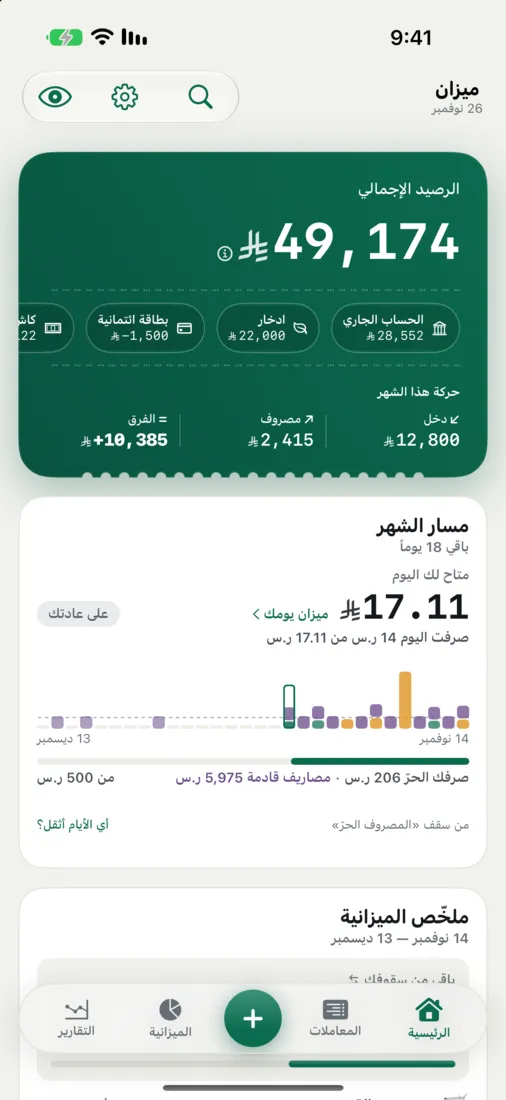 9:41
ميزان
26 نوفمبر
الرصيد الإجمالي
49,174
الحساب الجاري
28,552
ادخار
22,000
بطاقة ائتمانية
−1,500
حركة هذا الشهر
دخل
12,800
مصروف
2,415
= الفرق
+10,385
مسار الشهر
باقي 18 يوماً
متاح لك اليوم
17.11
ميزان يومك
على عادتك
صرفت اليوم 14 ر.س من 17.11 ر.س
14 نوفمبر
13 ديسمبر
صرفك الحرّ 206 ر.س · مصاريف قادمة 5,975 ر.س
من 500 ر.س
من سقف «المصروف الحرّ»
أي الأيام أثقل؟
ملخّص الميزانية
14 نوفمبر — 13 ديسمبر
باقي من سقوفك
الرئيسية
المعاملات
الميزانية
التقارير